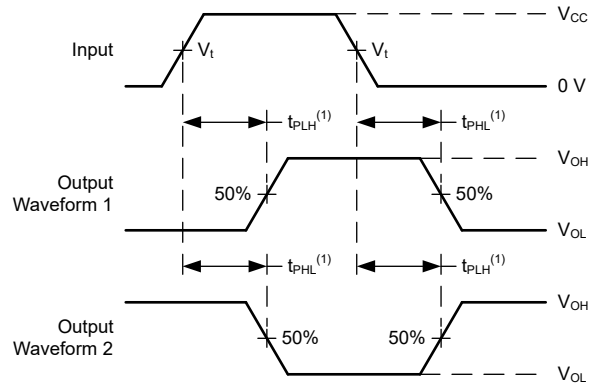 V_CC
Input
V_t
V_t
0 V
t_PLH^(1)
t_PHL^(1)
V_OH
Output
Waveform 1
50%
50%
V_OL
t_PHL^(1)
t_PLH^(1)
V_OH
Output
Waveform 2
50%
50%
V_OL